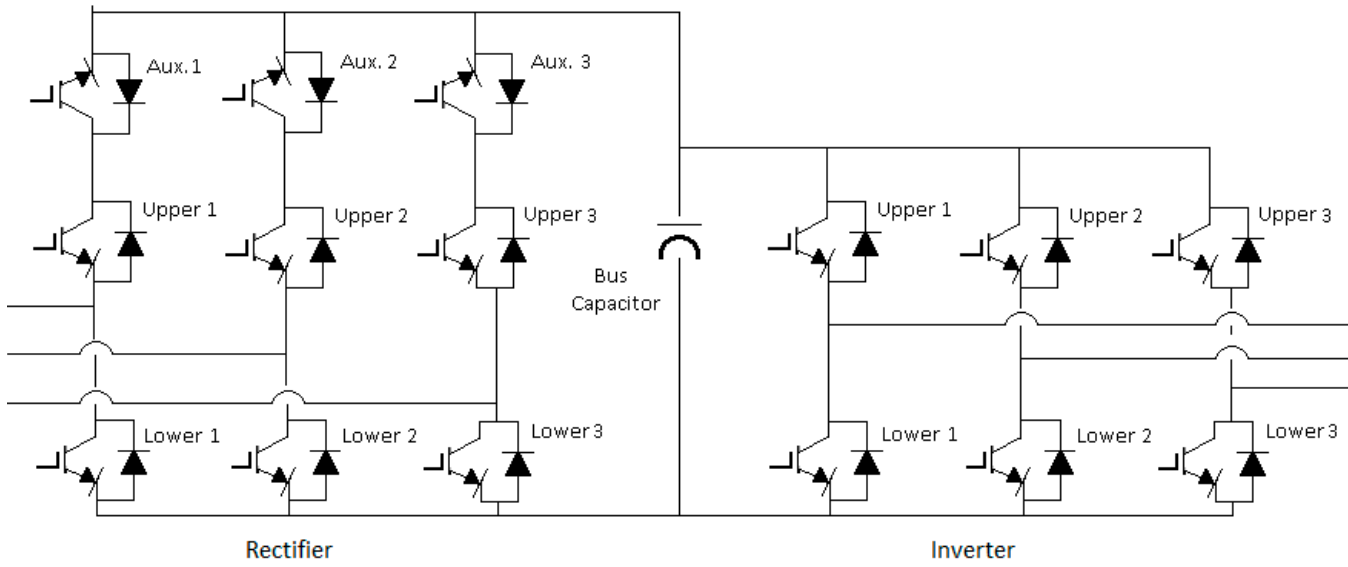 Aux. 1
Aux. 2
Aux. 3
Upper 1
Upper 2
Upper 3
Bus
Capacitor
Upper 1
Upper 2
Upper 3
Lower 1
Lower 2
Lower 3
Lower 1
Lower 2
Lower 3
Rectifier
Inverter